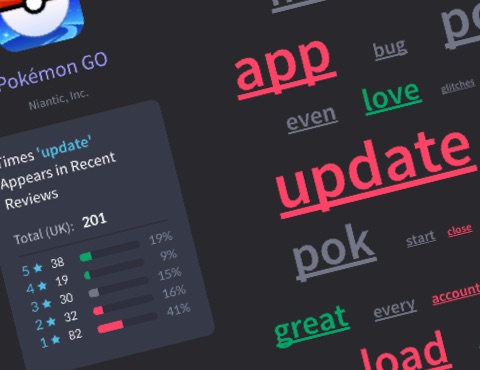 Pokémon GO
Niantic, Inc.
Times 'update'
Appears in Recent
Reviews
Total (UK): 201
5 ★ 38 19%
4 ★ 19 9%
3 ★ 30 15%
2 ★ 32 16%
1 ★ 82 41%
app
bug
even
love
glitches
update
pok
start
close
great
every
account
load